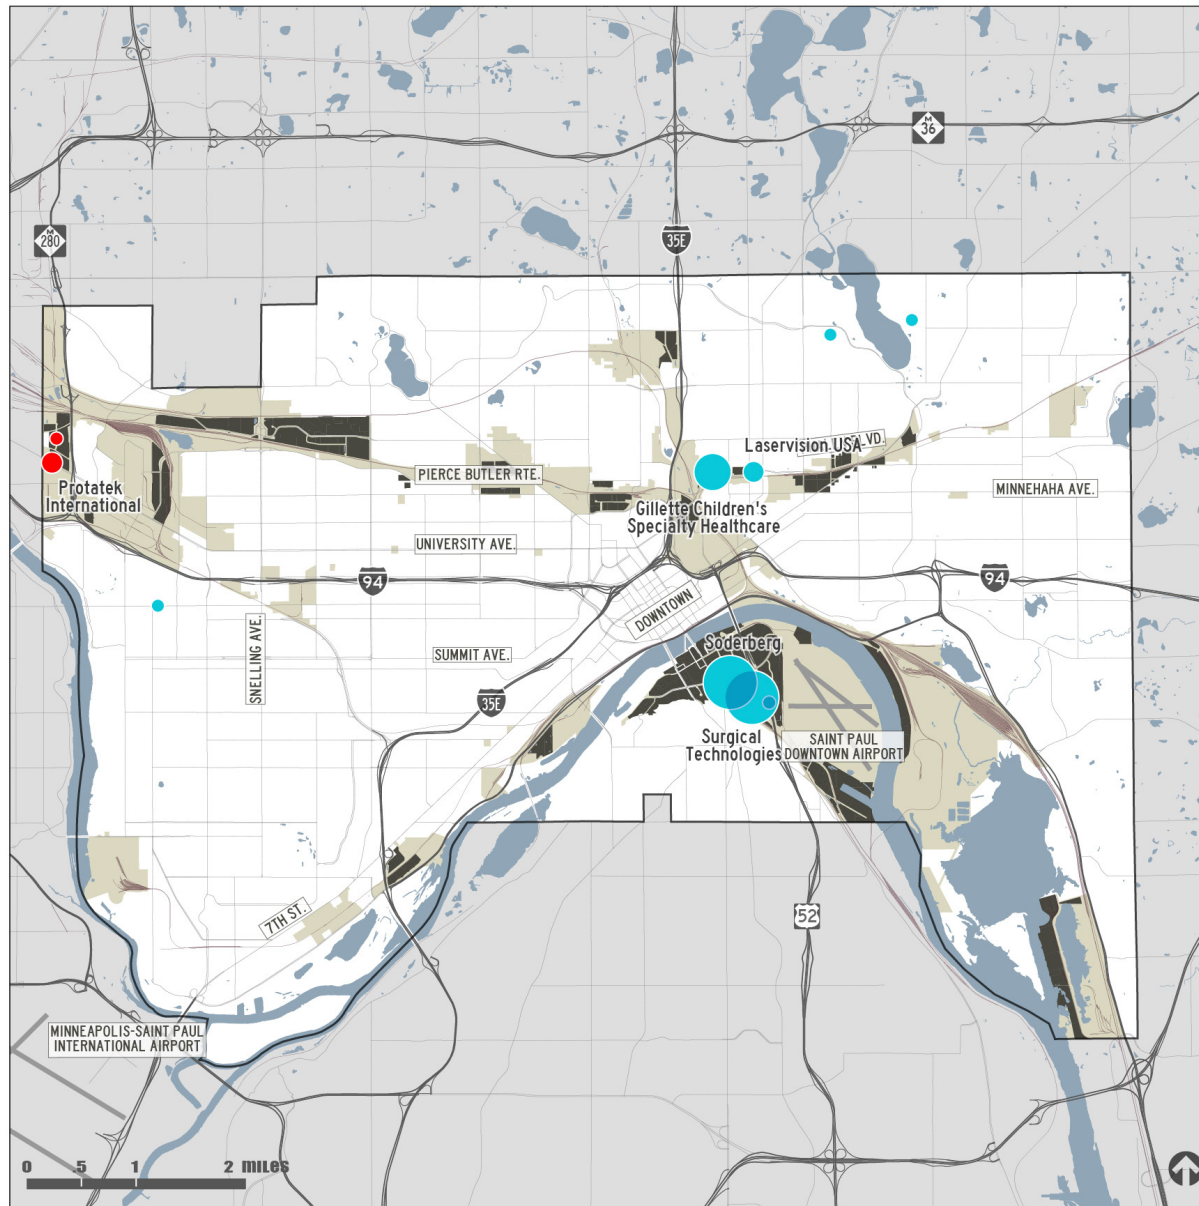 M
36
M
280
35E
Laservision USA
VD.
PIERCE BUTLER RTE.
MINNEHAHA AVE.
Protatek
International
Gillette Children's
Specialty Healthcare
UNIVERSITY AVE.
94
94
DOWNTOWN
SNELLING AVE.
SUMMIT AVE.
Soderberg
35E
Surgical
Technologies
SAINT PAUL
DOWNTOWN AIRPORT
7TH ST.
52
MINNEAPOLIS-SAINT PAUL
INTERNATIONAL AIRPORT
0 .5 1 2 MILES